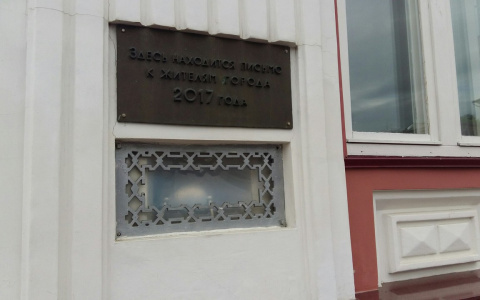 ЗДЕСЬ НАХОДИТСЯ ПИСЬМО
К ЖИТЕЛЯМ ГОРОДА
2017 ГОДА